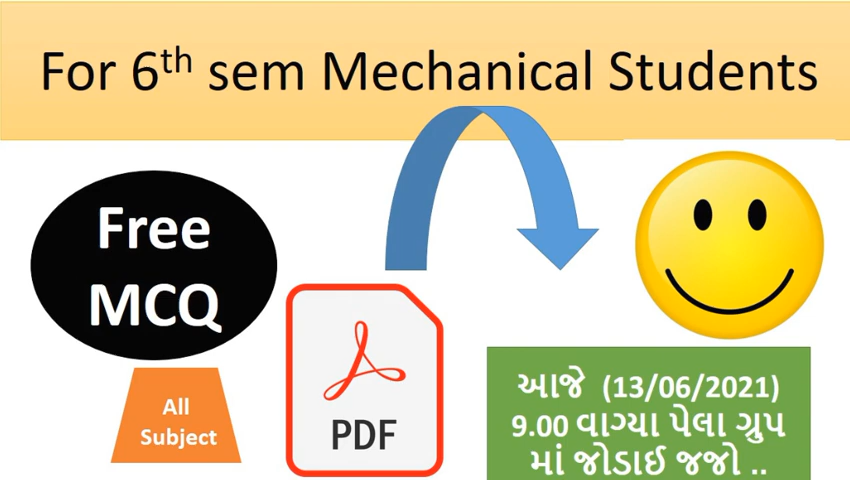 For 6th sem Mechanical Students
Free
MCQ
All
Subject
PDF
આજે (13/06/2021)
9.00 વાગ્યા પેલા ગ્રુપ
માં જોડાઈ જજો ..